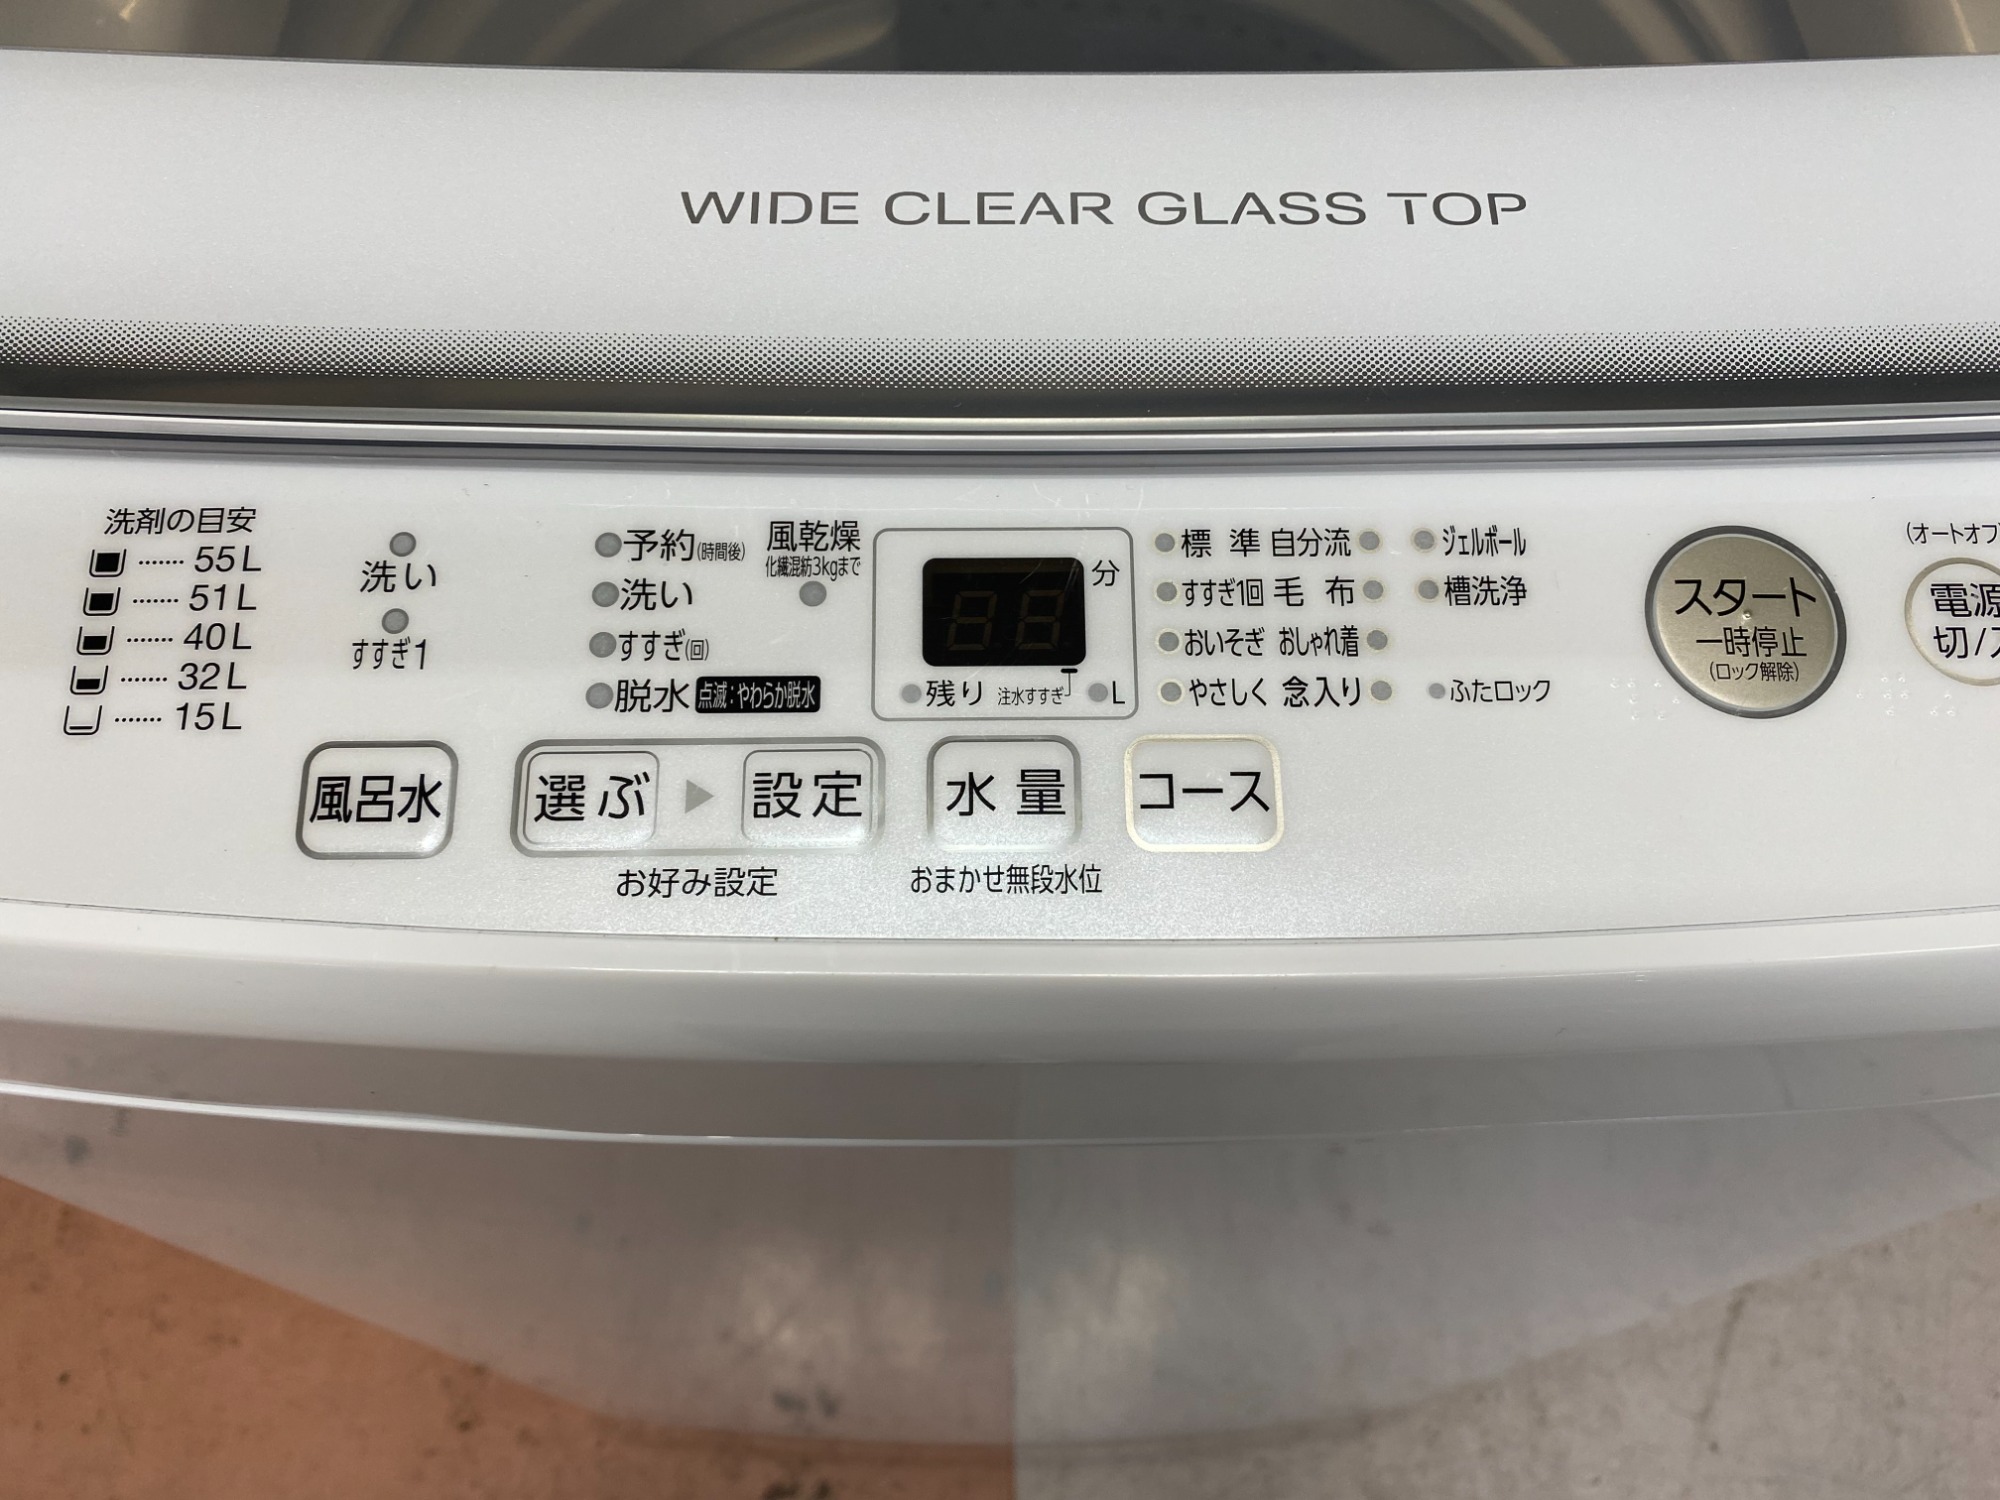 WIDE CLEAR GLASS TOP
洗剤の目安
55L
51L
40L
32L
15L
洗い
すすぎ1
風呂水
予約(時間後)
洗い
すすぎ(回)
脱水 点滅：やわらか脱水
風乾燥
化繊混紡3kgまで
選ぶ
設定
お好み設定
分
残り 注水すすぎ L
水量
おまかせ無段水位
標準 自分流
すすぎ1回 毛布
おいそぎ おしゃれ着
やさしく 念入り
ジェルボール
槽洗浄
ふたロック
コース
スタート
一時停止
(ロック解除)
(オートオフ
電源
切/